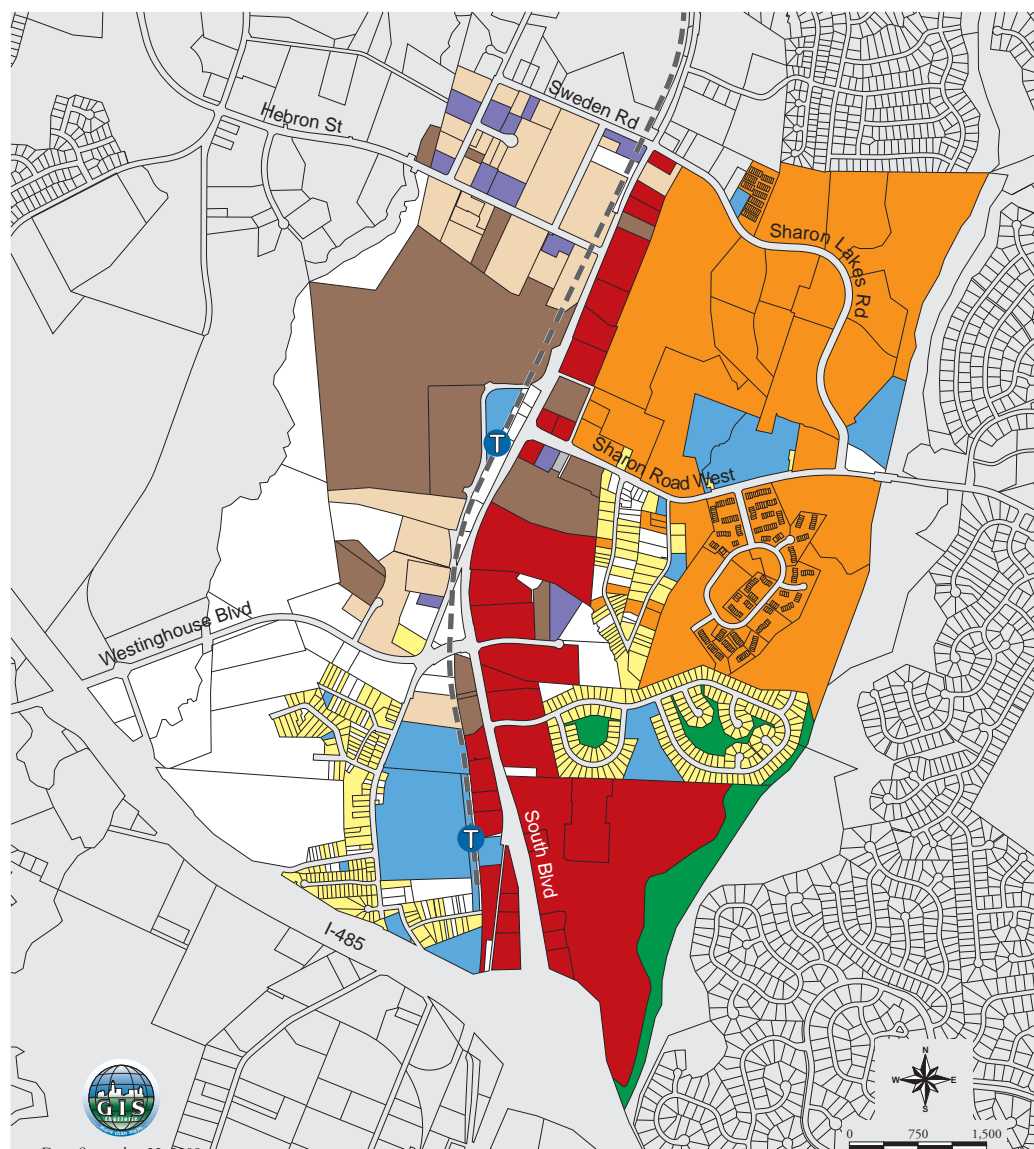 Sweden Rd
Hebron St
Sharon Lakes Rd
T
Sharon Road West
Westinghouse Blvd
T
South Blvd
I-485
GIS
N
W E
S
0 750 1,500